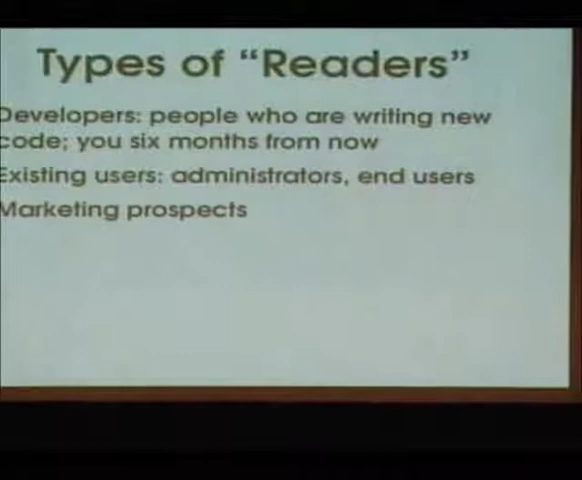 Types of “Readers”
Developers: people who are writing new
code; you six months from now
Existing users: administrators, end users
Marketing prospects